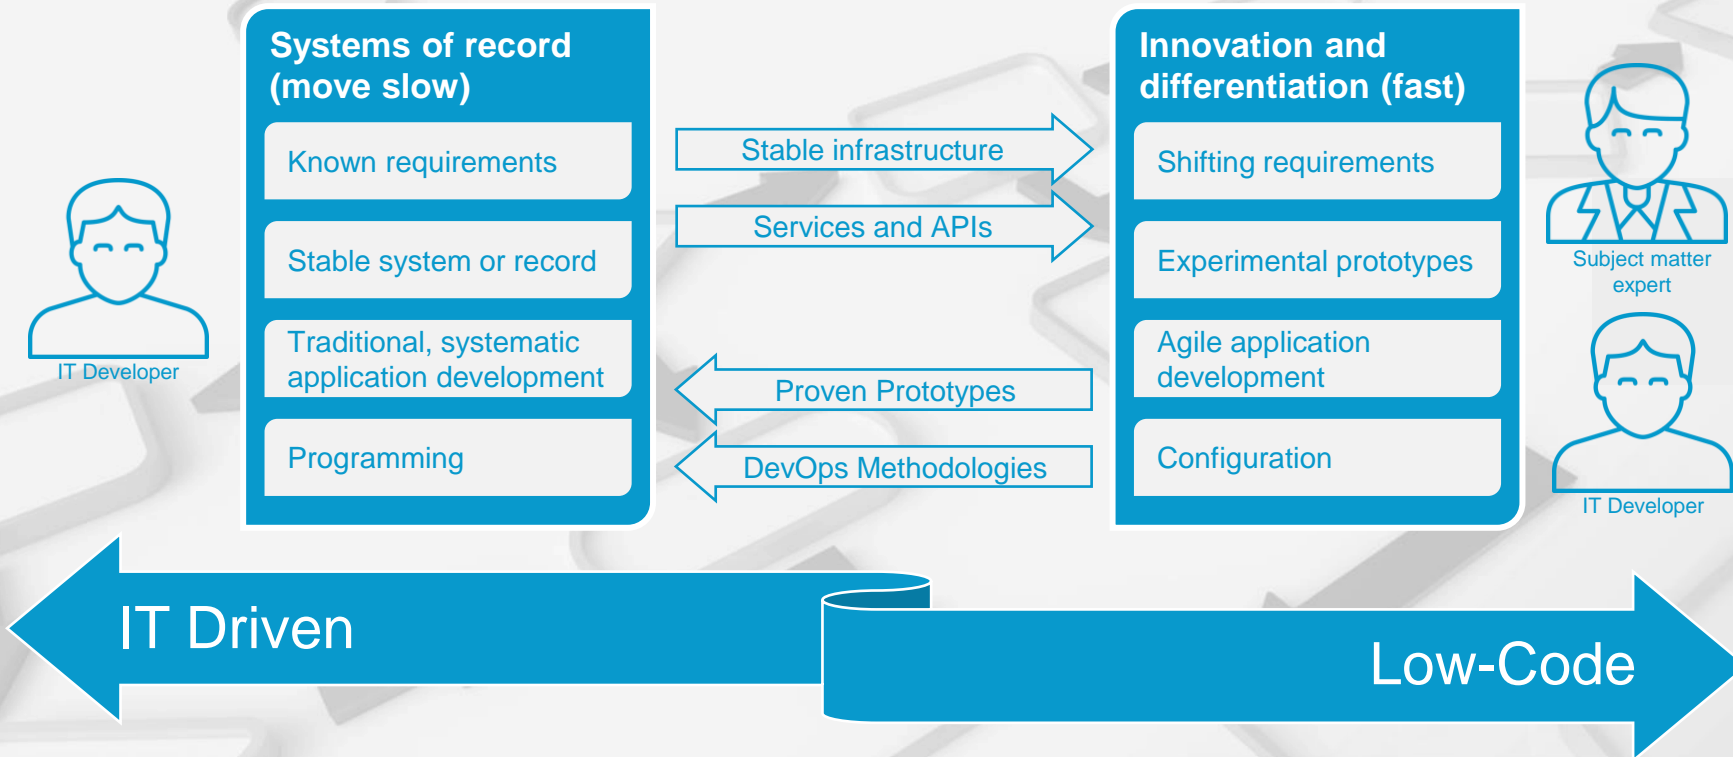 Systems of record
(move slow)
Known requirements
Stable system or record
Traditional, systematic
application development
Programming
IT Developer
Stable infrastructure
Services and APIs
Proven Prototypes
DevOps Methodologies
Innovation and
differentiation (fast)
Shifting requirements
Experimental prototypes
Agile application
development
Configuration
Subject matter
expert
IT Developer
IT Driven
Low-Code